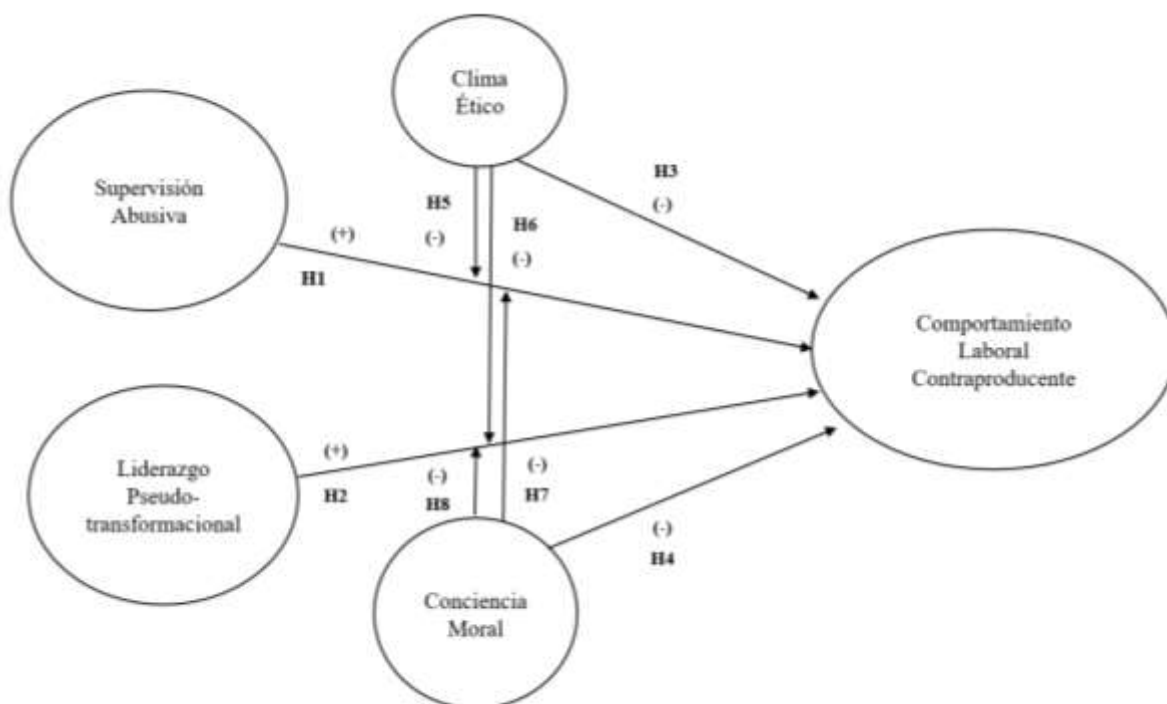 Clima
Ético
Supervisión
Abusiva
H3
(-)
H5
(-)
H6
(-)
(+)
H1
Comportamiento
Laboral
Contraproducente
Liderazgo
Pseudo-
transformacional
(+)
H2
(-)
H8
(-)
H7
(-)
H4
Conciencia
Moral